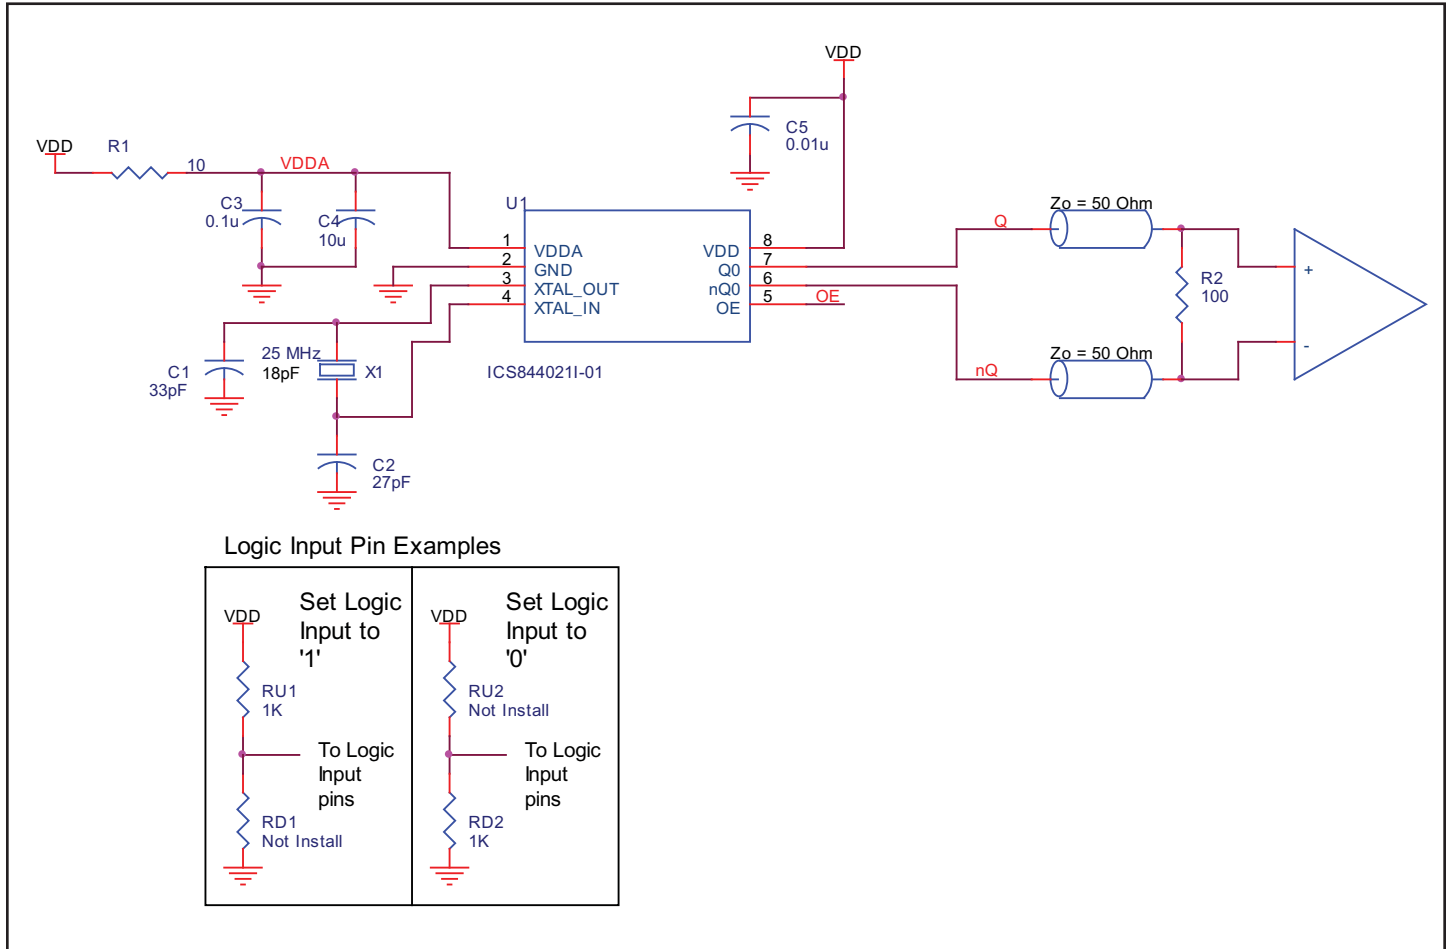 VDD
R1
10
VDDA
C3
0.1u
C4
10u
VDD
C5
0.01u
U1
1
2
3
4
VDDA
GND
XTAL_OUT
XTAL_IN
VDD
Q0
nQ0
OE
8
7
6
5
OE
ICS844021I-01
C1
33pF
25 MHz
18pF
X1
C2
27pF
Q
Zo = 50 Ohm
R2
100
nQ
Zo = 50 Ohm
+
-
Logic Input Pin Examples
VDD
Set Logic
Input to
'1'
RU1
1K
To Logic
Input
pins
RD1
Not Install
VDD
Set Logic
Input to
'0'
RU2
Not Install
To Logic
Input
pins
RD2
1K